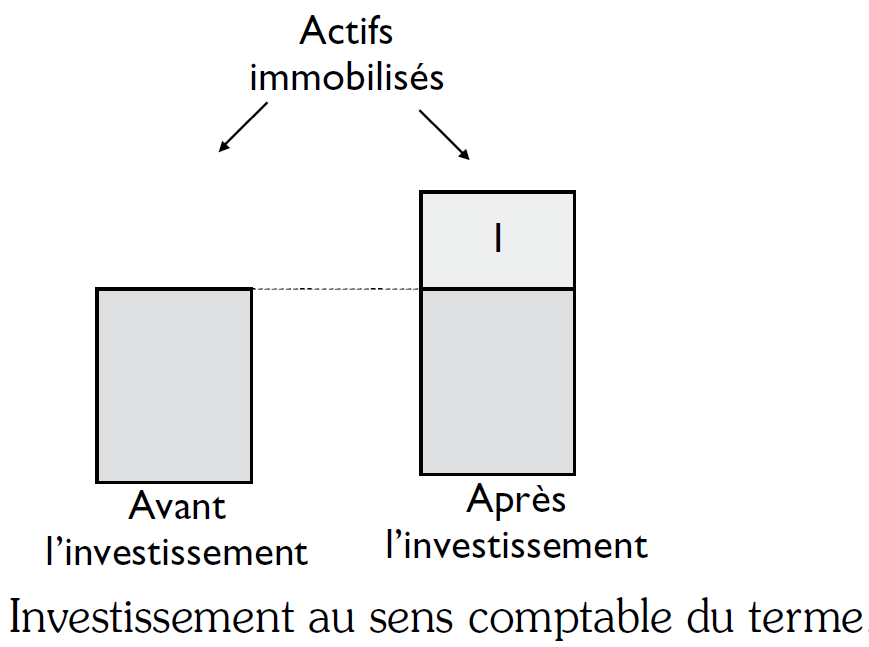 Actifs
immobilisés
I
Avant
l’investissement
Après
l’investissement
Investissement au sens comptable du terme.